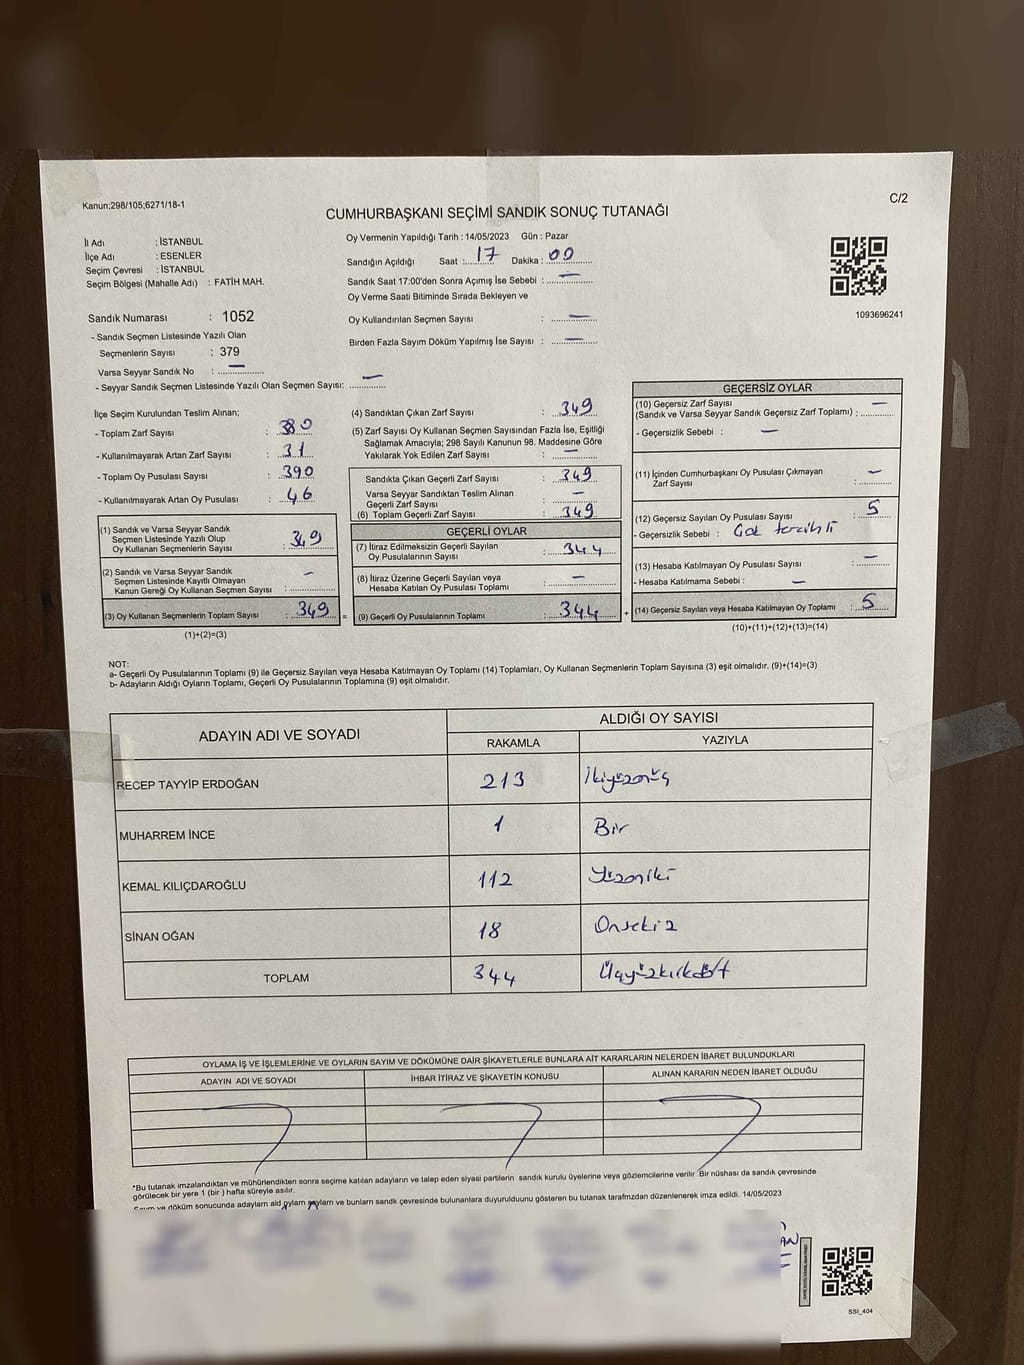 Kanun;298/105;6271/18-1
C/2
CUMHURBAŞKANI SEÇİMİ SANDIK SONUÇ TUTANAĞI
İl Adı : İSTANBUL
İlçe Adı : ESENLER
Seçim Çevresi : İSTANBUL
Seçim Bölgesi (Mahalle Adı) : FATİH MAH.
Sandık Numarası : 1052
- Sandık Seçmen Listesinde Yazılı Olan
Seçmenlerin Sayısı : 379
Varsa Seyyar Sandık No : —
- Seyyar Sandık Seçmen Listesinde Yazılı Olan Seçmen Sayısı: —
Oy Vermenin Yapıldığı Tarih : 14/05/2023 Gün : Pazar
Sandığın Açıldığı Saat : 17 Dakika : 00
Sandık Saat 17:00'den Sonra Açımış İse Sebebi : —
Oy Verme Saati Bitiminde Sırada Bekleyen ve
Oy Kullandırılan Seçmen Sayısı : —
Birden Fazla Sayım Döküm Yapılmış İse Sayısı : —
1093696241
İlçe Seçim Kurulundan Teslim Alınan;
- Toplam Zarf Sayısı : 380
- Kullanılmayarak Artan Zarf Sayısı : 31
- Toplam Oy Pusulası Sayısı : 390
- Kullanılmayarak Artan Oy Pusulası : 46
(1) Sandık ve Varsa Seyyar Sandık
Seçmen Listesinde Yazılı Olup
Oy Kullanan Seçmenlerin Sayısı : 349
(2) Sandık ve Varsa Seyyar Sandık
Seçmen Listesinde Kayıtlı Olmayan
Kanun Gereği Oy Kullanan Seçmen Sayısı : —
(3) Oy Kullanan Seçmenlerin Toplam Sayısı : 349 =
(1)+(2)=(3)
(4) Sandıktan Çıkan Zarf Sayısı : 349
(5) Zarf Sayısı Oy Kullanan Seçmen Sayısından Fazla İse, Eşitliği
Sağlamak Amacıyla; 298 Sayılı Kanunun 98. Maddesine Göre
Yakılarak Yok Edilen Zarf Sayısı : —
Sandıkta Çıkan Geçerli Zarf Sayısı : 349
Varsa Seyyar Sandıktan Teslim Alınan
Geçerli Zarf Sayısı : —
(6) Toplam Geçerli Zarf Sayısı : 349
GEÇERLİ OYLAR
(7) İtiraz Edilmeksizin Geçerli Sayılan
Oy Pusulalarının Sayısı : 344
(8) İtiraz Üzerine Geçerli Sayılan veya
Hesaba Katılan Oy Pusulası Toplamı : —
(9) Geçerli Oy Pusulalarının Toplamı : 344 +
GEÇERSİZ OYLAR
(10) Geçersiz Zarf Sayısı
(Sandık ve Varsa Seyyar Sandık Geçersiz Zarf Toplamı) : —
- Geçersizlik Sebebi : —
(11) İçinden Cumhurbaşkanı Oy Pusulası Çıkmayan
Zarf Sayısı : —
(12) Geçersiz Sayılan Oy Pusulası Sayısı : 5
- Geçersizlik Sebebi : Çok tercihli
(13) Hesaba Katılmayan Oy Pusulası Sayısı : —
- Hesaba Katılmama Sebebi : —
(14) Geçersiz Sayılan veya Hesaba Katılmayan Oy Toplamı : 5
(10)+(11)+(12)+(13)=(14)
NOT:
a- Geçerli Oy Pusulalarının Toplamı (9) ile Geçersiz Sayılan veya Hesaba Katılmayan Oy Toplamı (14) Toplamları, Oy Kullanan Seçmenlerin Toplam Sayısına (3) eşit olmalıdır. (9)+(14)=(3)
b- Adayların Aldığı Oyların Toplamı, Geçerli Oy Pusulalarının Toplamına (9) eşit olmalıdır.
ADAYIN ADI VE SOYADI
ALDIĞI OY SAYISI
RAKAMLA YAZIYLA
RECEP TAYYİP ERDOĞAN 213 İkiyüzonüç
MUHARREM İNCE 1 Bir
KEMAL KILIÇDAROĞLU 112 Yüzoniki
SİNAN OĞAN 18 Onsekiz
TOPLAM 344 Üçyüzkırkdört
OYLAMA İŞ VE İŞLEMLERİNE VE OYLARIN SAYIM VE DÖKÜMÜNE DAİR ŞİKAYETLERLE BUNLARA AİT KARARLARIN NELERDEN İBARET BULUNDUKLARI
ADAYIN ADI VE SOYADI İHBAR İTİRAZ VE ŞİKAYETİN KONUSU ALINAN KARARIN NEDEN İBARET OLDUĞU
*Bu tutanak imzalandıktan ve mühürlendikten sonra seçime katılan adayların ve talep eden siyasi partilerin sandık kurulu üyelerine veya gözlemcilerine verilir. Bir nüshası da sandık çevresinde
görülecek bir yere 1 (bir ) hafta süreyle asılır.
Sayım ve döküm sonucunda adayların ald oylarn ve bunlarn sandk çevresinde bulunanlara duyurulduunu gösteren bu tutanak tarafmzdan düzenlenerek imza edildi. 14/05/2023
SSI_404